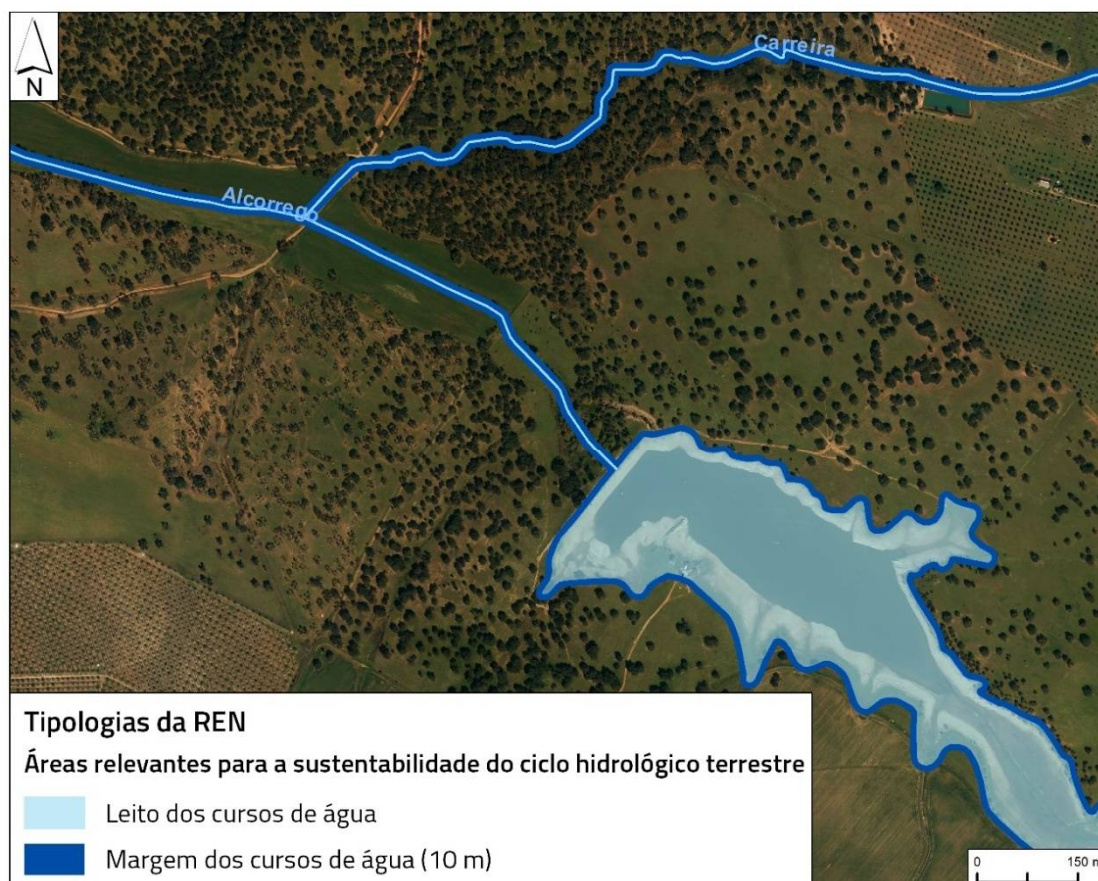 N
Carreira
Alcorrego
Tipologias da REN
Áreas relevantes para a sustentabilidade do ciclo hidrológico terrestre
Leito dos cursos de água
Margem dos cursos de água (10 m)
0 150 m